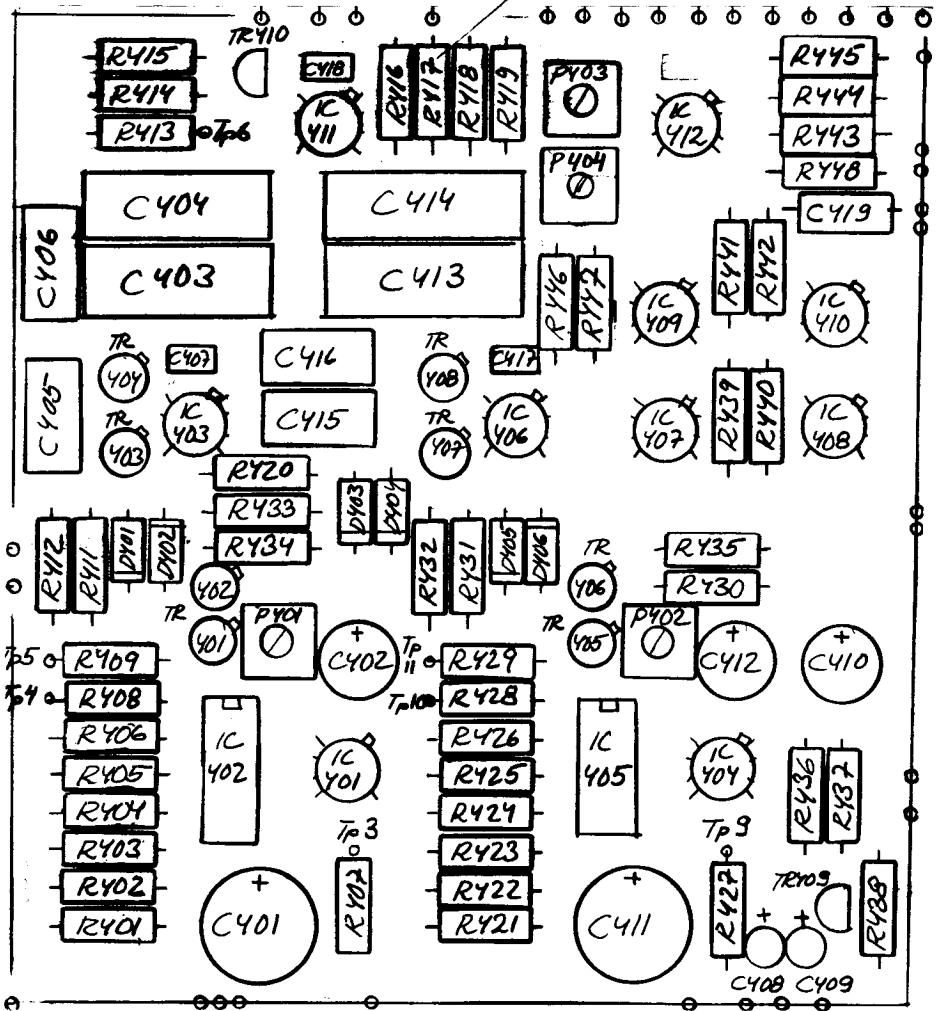 TR410
R415
C418
R416
R417
R418
R419
P403
R445
R414
IC
411
IC
412
R444
R413
Tp6
R443
P404
R448
C404
C414
C419
C406
C403
C413
R446
R447
R441
R442
IC
409
IC
410
TR
404
C407
C416
TR
408
C417
C405
TR
403
IC
403
C415
TR
407
IC
406
IC
407
R439
R440
IC
408
R420
R433
R434
D403
D404
R412
R411
D401
D402
R432
R431
D405
D406
R435
R430
402
TR
401
P401
TR
406
TR
405
P402
C402
C412
C410
Tp5
R409
Tp
11
R429
Tp4
R408
Tp10
R428
R406
IC
402
R426
IC
405
R405
IC
401
R425
IC
404
R436
R437
R404
R424
R403
Tp3
R423
Tp9
R402
R407
R422
R427
TR409
R438
R401
C401
R421
C411
C408
C409